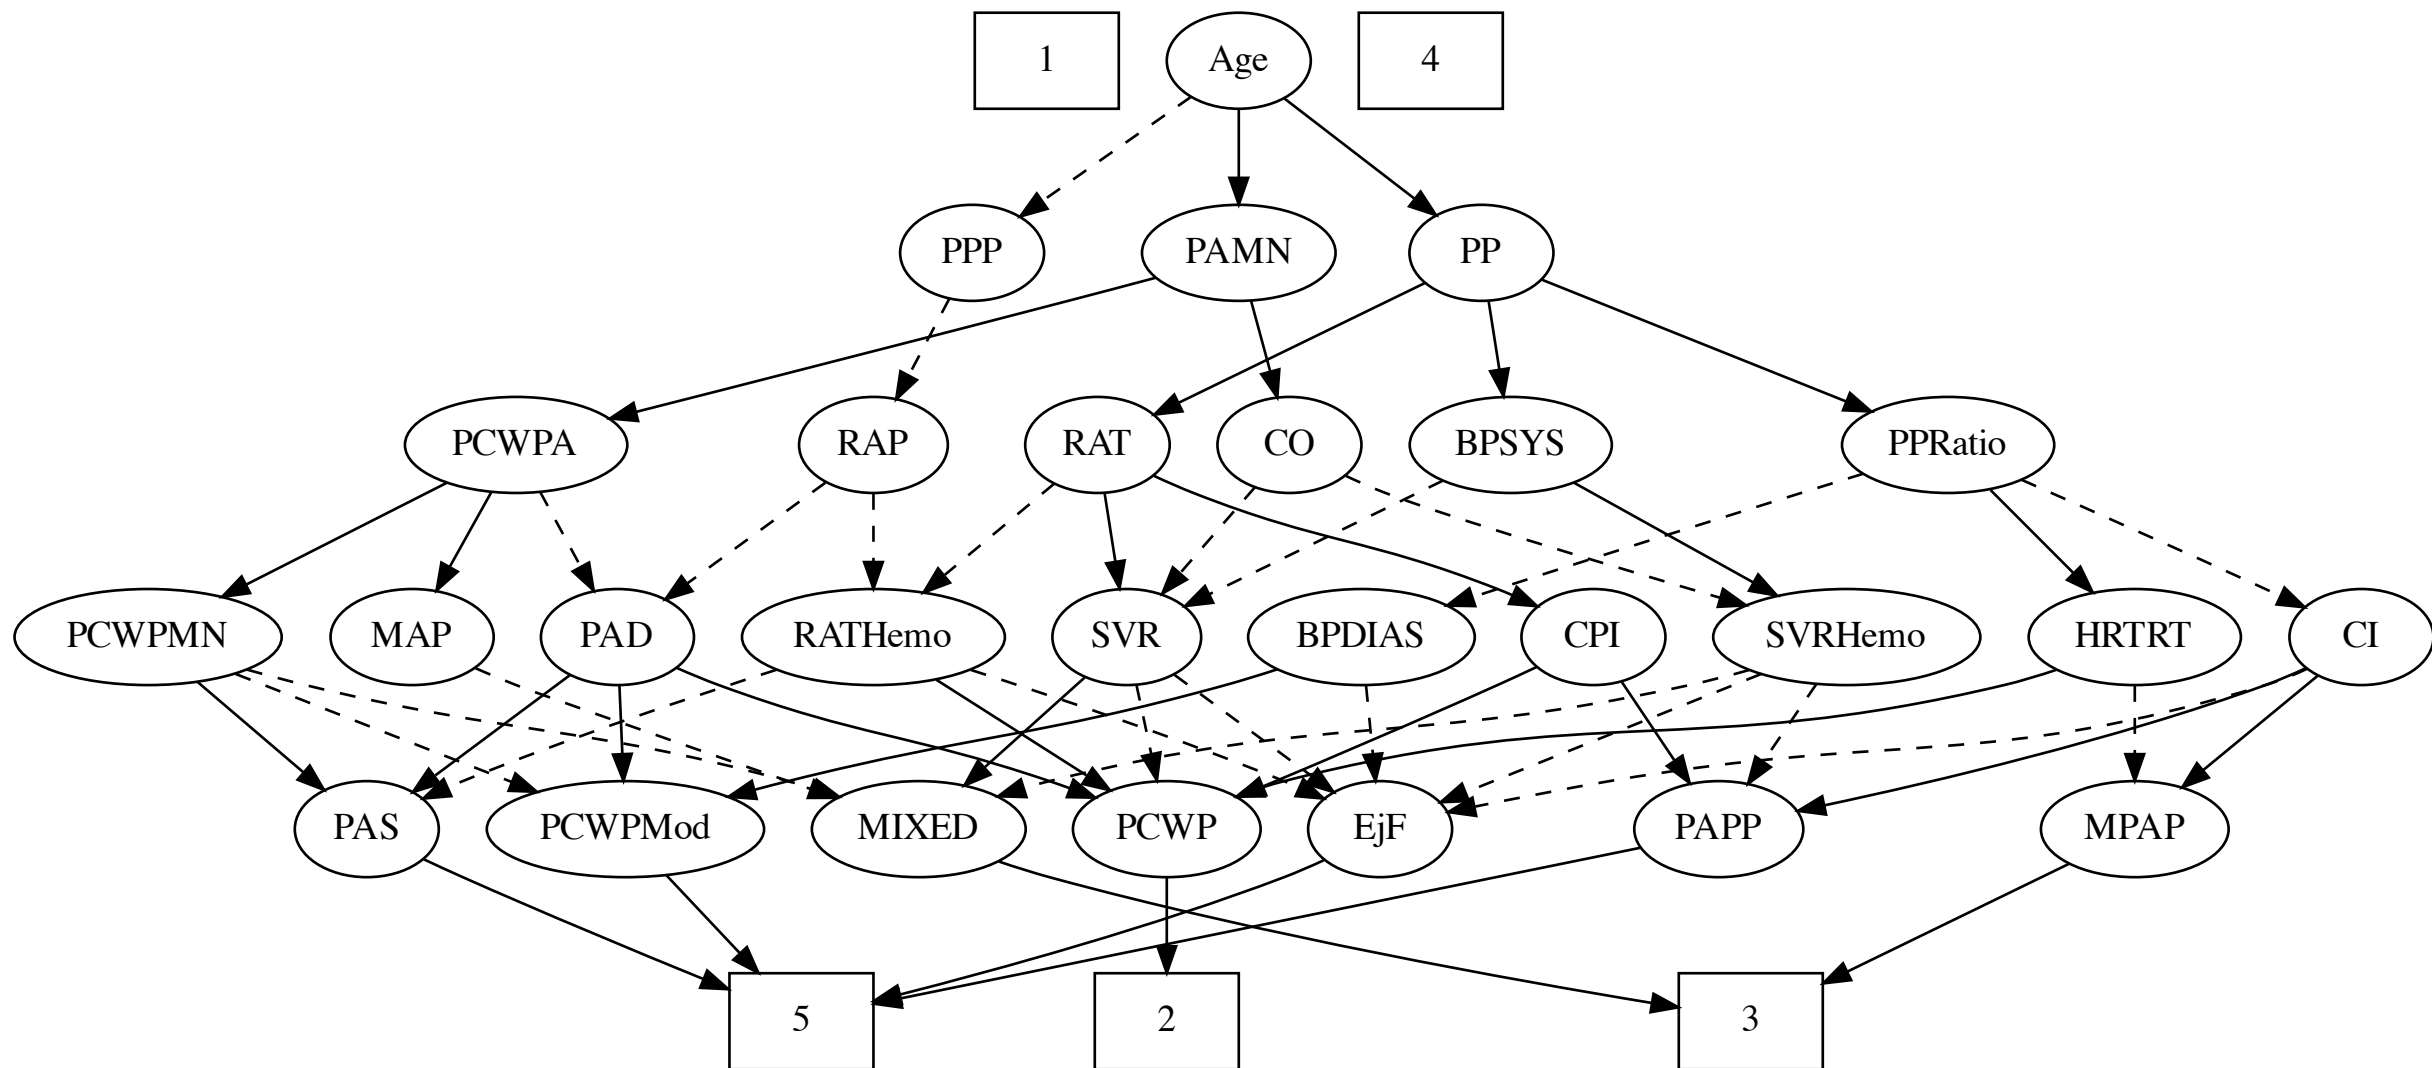 1
Age
4
PPP
PAMN
PP
PCWPA
RAP
RAT
CO
BPSYS
PPRatio
PCWPMN
MAP
PAD
RATHemo
SVR
BPDIAS
CPI
SVRHemo
HRTRT
CI
PAS
PCWPMod
MIXED
PCWP
EjF
PAPP
MPAP
5
2
3